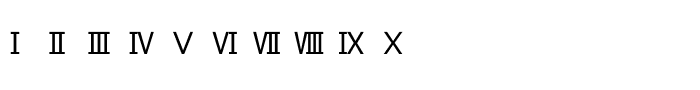 Ⅰ Ⅱ Ⅲ Ⅳ Ⅴ Ⅵ Ⅶ Ⅷ Ⅸ Ⅹ